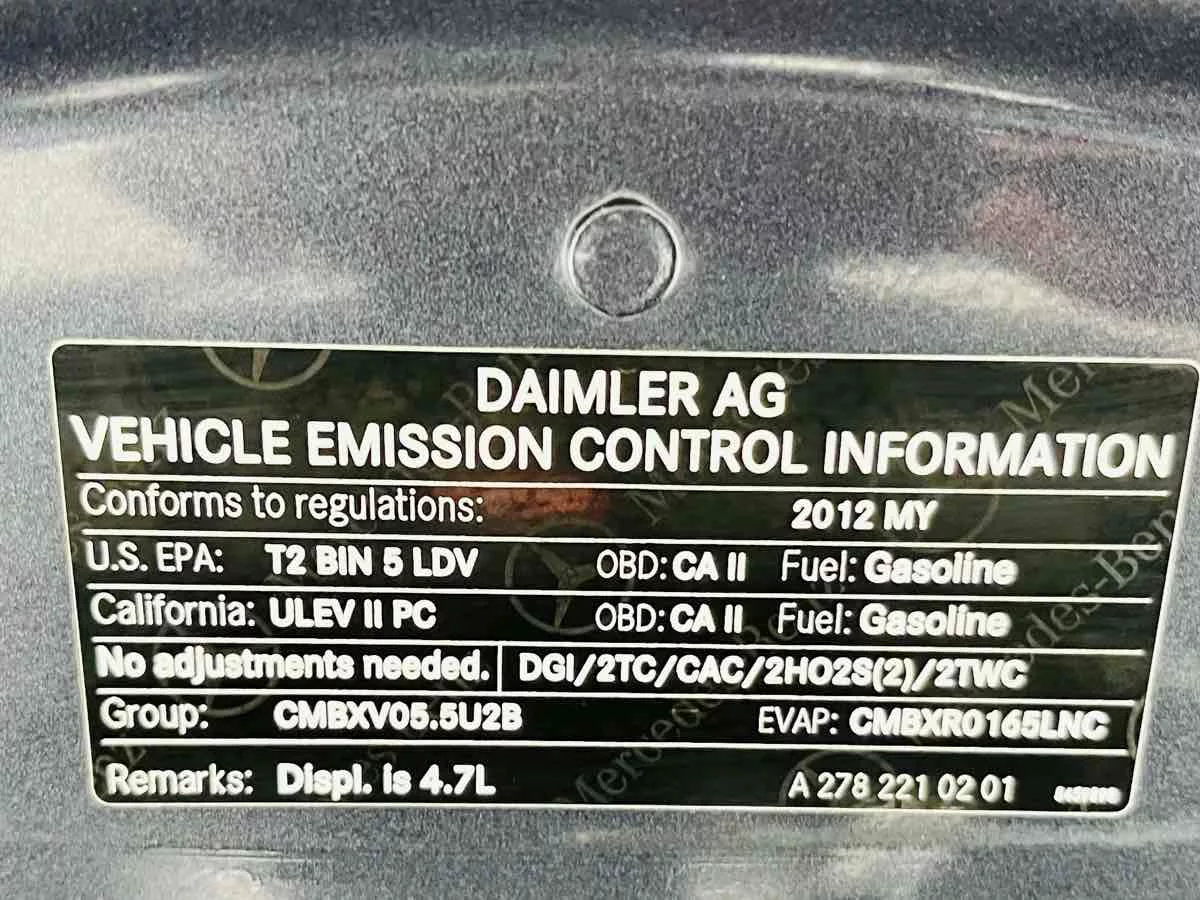 DAIMLER AG
VEHICLE EMISSION CONTROL INFORMATION
Conforms to regulations: 2012 MY
U.S. EPA: T2 BIN 5 LDV OBD: CA II Fuel: Gasoline
California: ULEV II PC OBD: CA II Fuel: Gasoline
No adjustments needed. DGI/2TC/CAC/2HO2S(2)/2TWC
Group: CMBXV05.5U2B EVAP: CMBXR0165LNC
Remarks: Displ. is 4.7L A 278 221 02 01